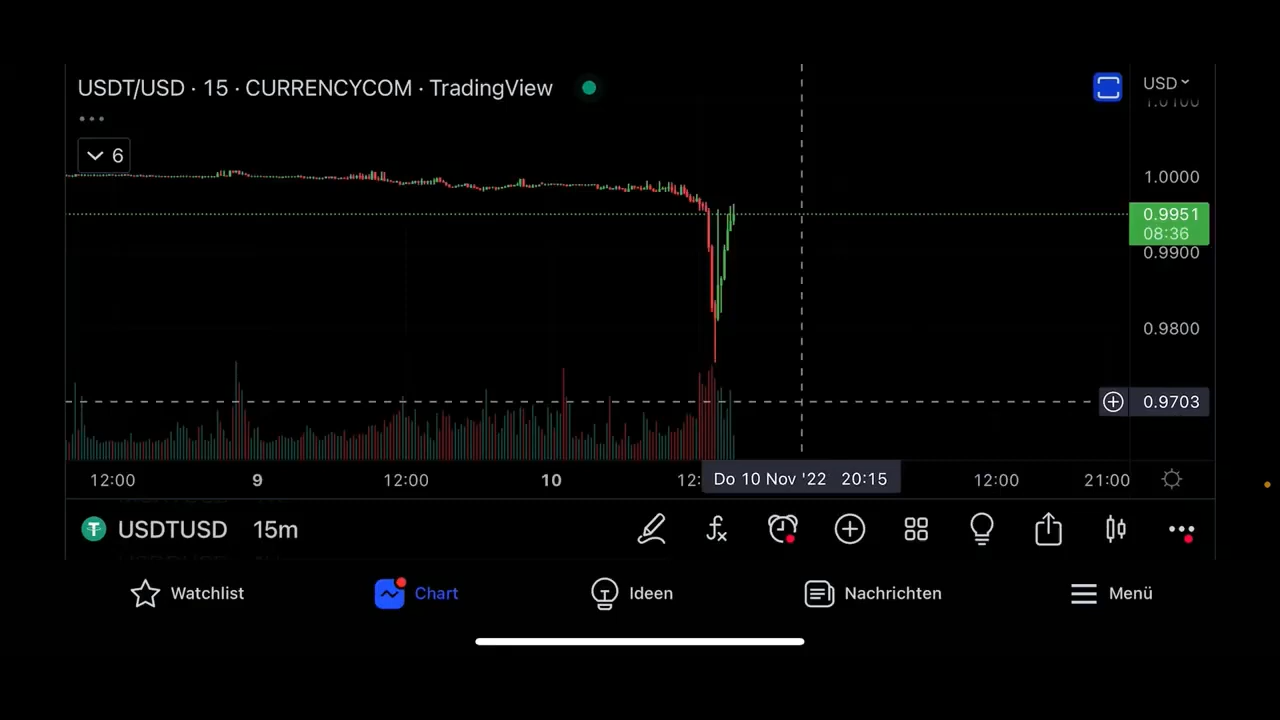 USDT/USD · 15 · CURRENCYCOM · TradingView
USD
1.0100
6
1.0000
0.9951
08:36
0.9900
0.9800
0.9703
12:00 9 12:00 10 12: Do 10 Nov '22 20:15 12:00 21:00
USDTUSD 15m
Watchlist Chart Ideen Nachrichten Menü